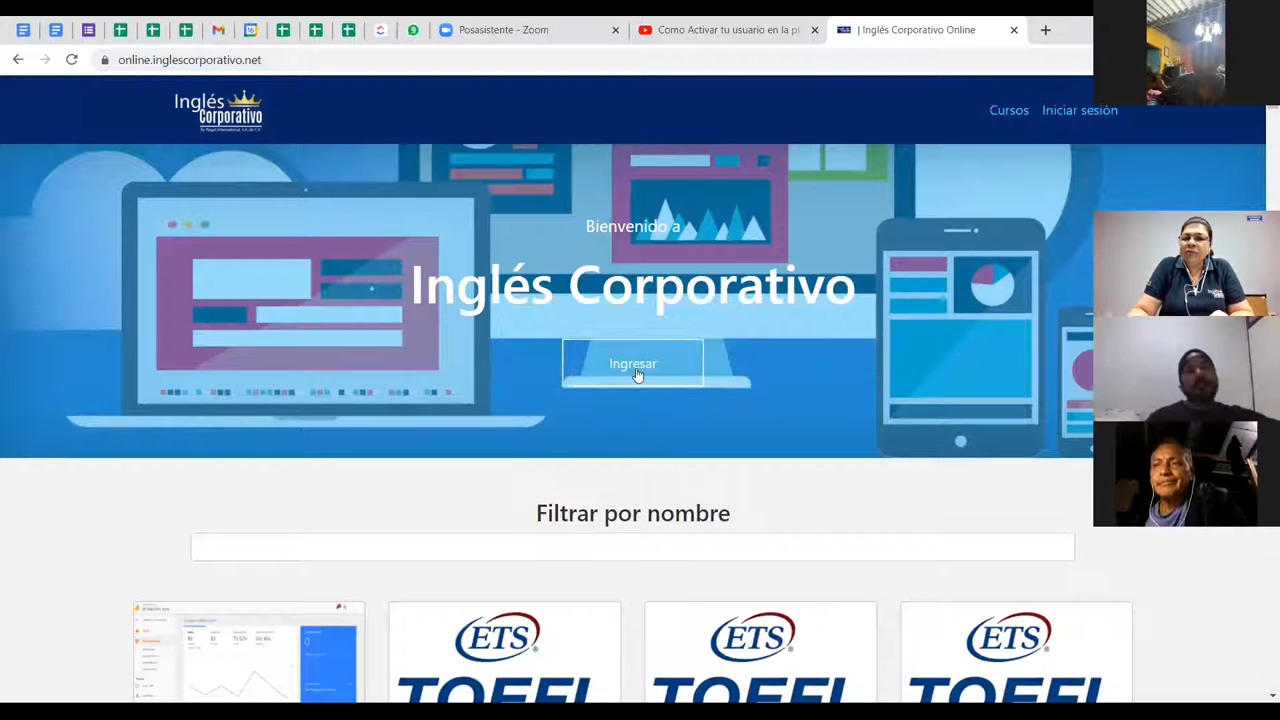 Posasistente - Zoom
Como Activar tu usuario en la pl
| Inglés Corporativo Online
online.inglescorporativo.net
Inglés
Corporativo
Cursos
Iniciar sesión
Bienvenido a
Inglés Corporativo
Ingresar
Filtrar por nombre
ETS
ETS
ETS
TOEFL
TOEFL
TOEFL